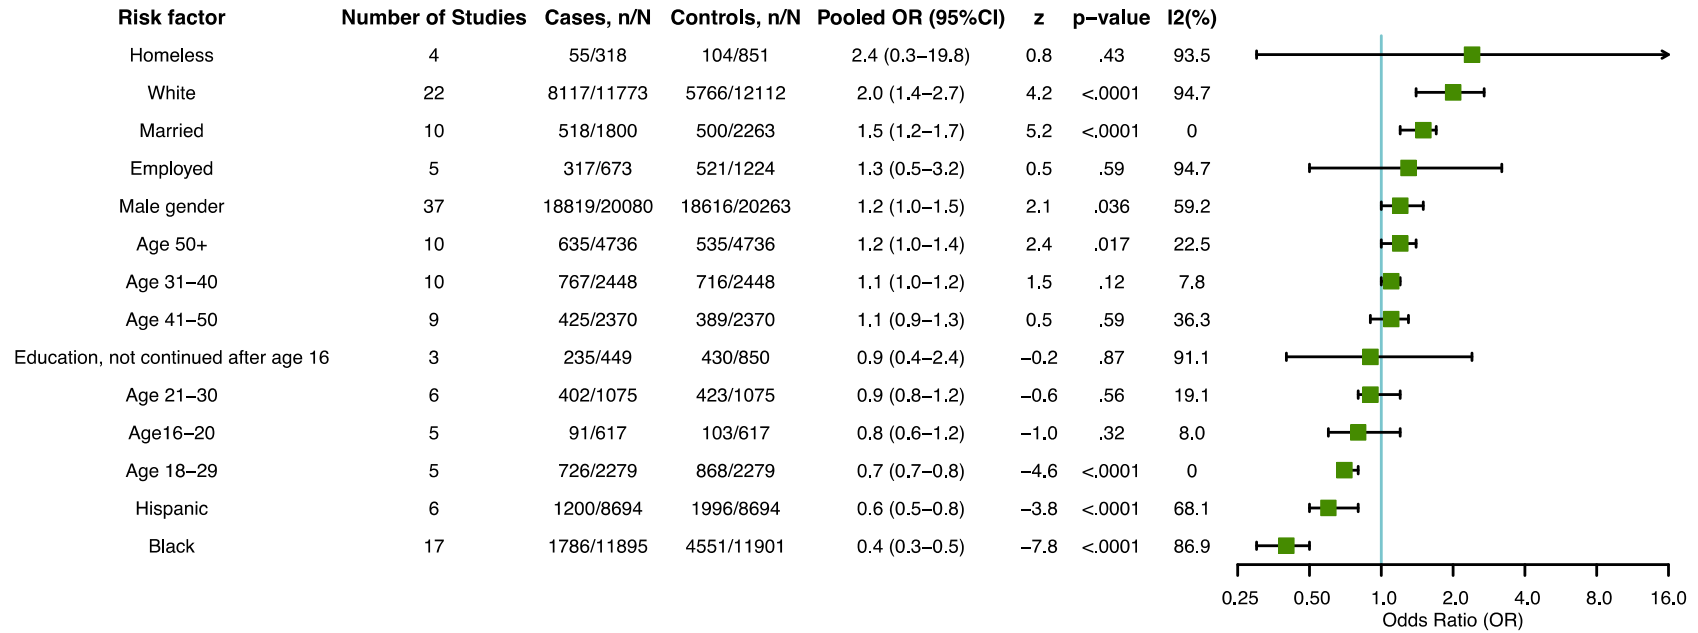 Risk factor Number of Studies Cases, n/N Controls, n/N Pooled OR (95%CI) z p−value I2(%)
Homeless 4 55/318 104/851 2.4 (0.3−19.8) 0.8 .43 93.5
White 22 8117/11773 5766/12112 2.0 (1.4−2.7) 4.2 <.0001 94.7
Married 10 518/1800 500/2263 1.5 (1.2−1.7) 5.2 <.0001 0
Employed 5 317/673 521/1224 1.3 (0.5−3.2) 0.5 .59 94.7
Male gender 37 18819/20080 18616/20263 1.2 (1.0−1.5) 2.1 .036 59.2
Age 50+ 10 635/4736 535/4736 1.2 (1.0−1.4) 2.4 .017 22.5
Age 31−40 10 767/2448 716/2448 1.1 (1.0−1.2) 1.5 .12 7.8
Age 41−50 9 425/2370 389/2370 1.1 (0.9−1.3) 0.5 .59 36.3
Education, not continued after age 16 3 235/449 430/850 0.9 (0.4−2.4) −0.2 .87 91.1
Age 21−30 6 402/1075 423/1075 0.9 (0.8−1.2) −0.6 .56 19.1
Age16−20 5 91/617 103/617 0.8 (0.6−1.2) −1.0 .32 8.0
Age 18−29 5 726/2279 868/2279 0.7 (0.7−0.8) −4.6 <.0001 0
Hispanic 6 1200/8694 1996/8694 0.6 (0.5−0.8) −3.8 <.0001 68.1
Black 17 1786/11895 4551/11901 0.4 (0.3−0.5) −7.8 <.0001 86.9
0.25 0.50 1.0 2.0 4.0 8.0 16.0
Odds Ratio (OR)